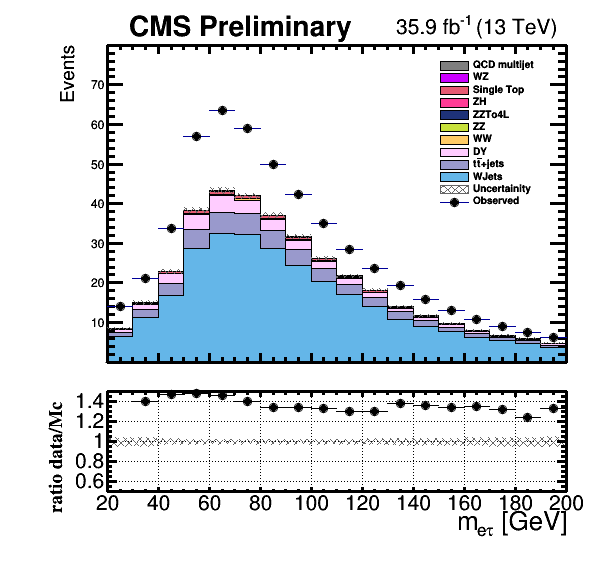 CMS Preliminary 35.9 fb⁻¹ (13 TeV)
Events
70
60
50
40
30
20
10
QCD multijet
WZ
Single Top
ZH
ZZTo4L
ZZ
WW
DY
tt̄+jets
WJets
Uncertainity
Observed
ratio data/Mc
1.4
1.2
1
0.8
0.6
20 40 60 80 100 120 140 160 180 200
m_eτ [GeV]